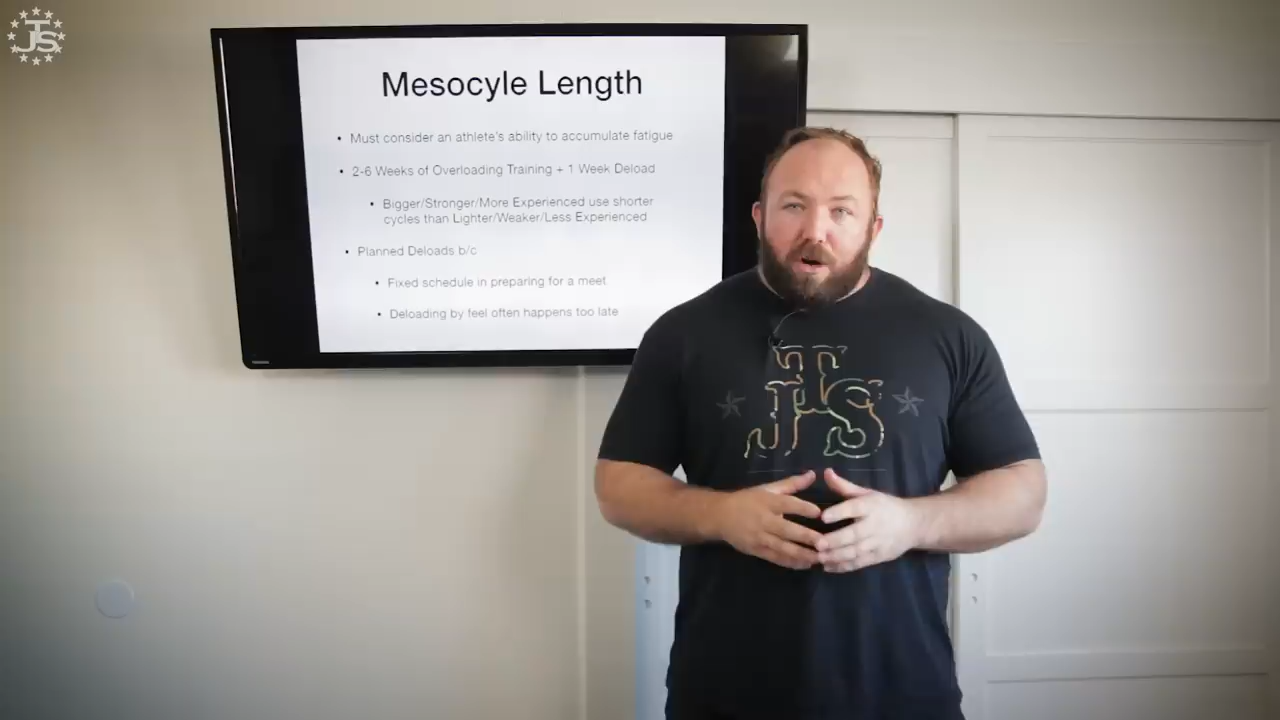 JTS
Mesocyle Length
• Must consider an athlete's ability to accumulate fatigue
• 2-6 Weeks of Overloading Training + 1 Week Deload
• Bigger/Stronger/More Experienced use shorter
cycles than Lighter/Weaker/Less Experienced
• Planned Deloads b/c
• Fixed schedule in preparing for a meet
• Deloading by feel often happens too late
JTS